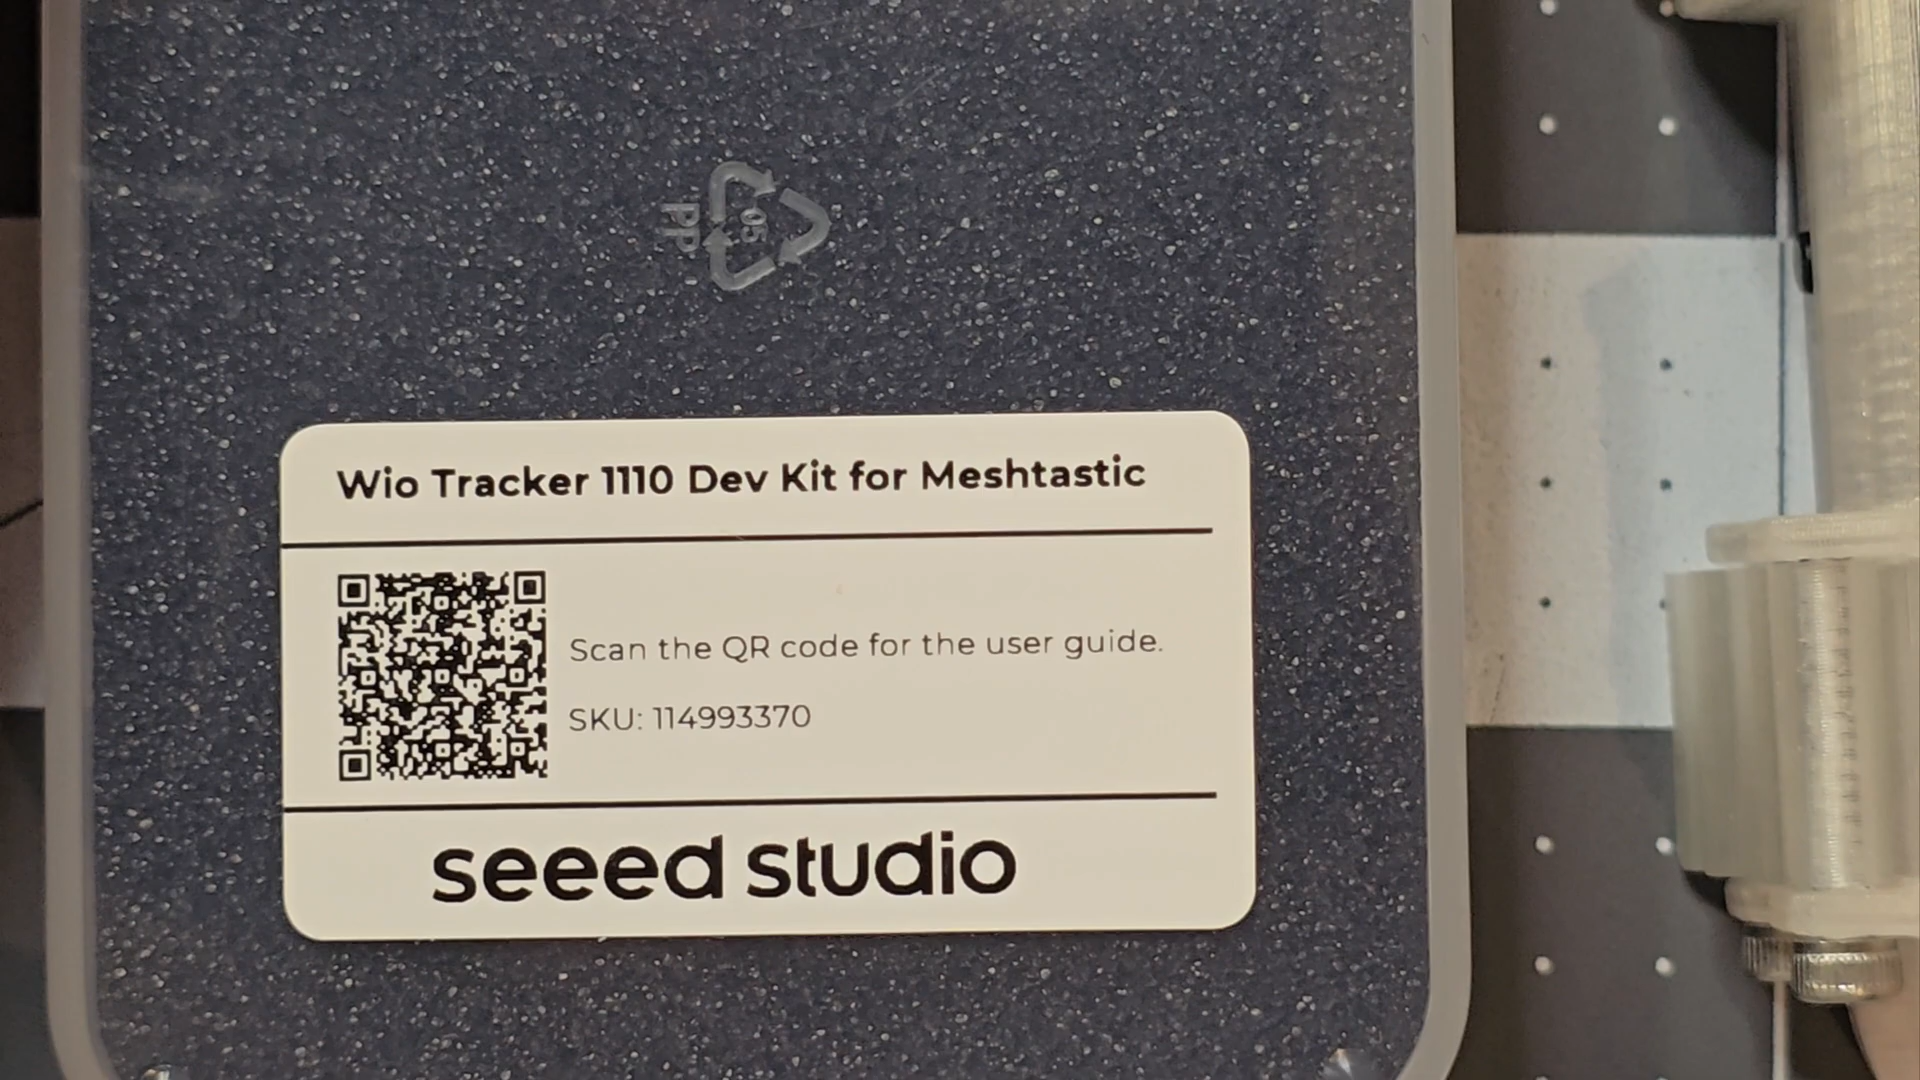 PP
05
Wio Tracker 1110 Dev Kit for Meshtastic
Scan the QR code for the user guide.
SKU: 114993370
seeed studio